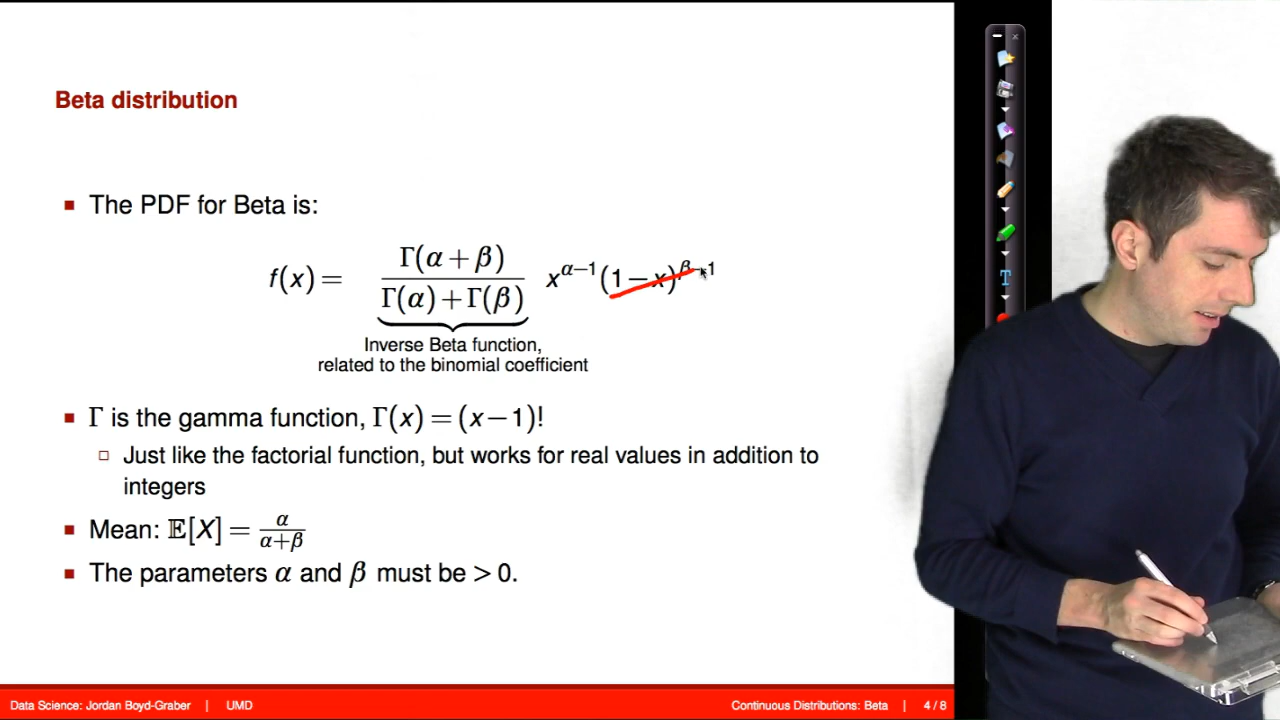 Beta distribution
The PDF for Beta is:
f(x) = Γ(α + β) / Γ(α) + Γ(β) x^{α−1}(1−x)^{β−1}
Inverse Beta function,
related to the binomial coefficient
Γ is the gamma function, Γ(x) = (x−1)!
Just like the factorial function, but works for real values in addition to
integers
Mean: 𝔼[X] = α/α+β
The parameters α and β must be > 0.
Data Science: Jordan Boyd-Graber | UMD
Continuous Distributions: Beta | 4 / 8
T